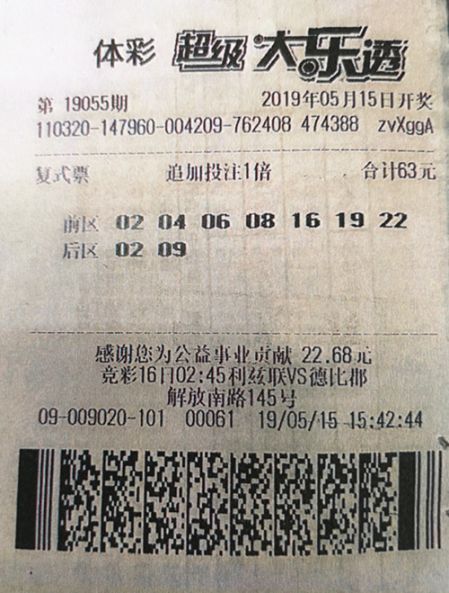 体彩 超级大乐透
第 19055期 2019年05月15日开奖
110320-147960-004209-762408 474388 zvXggA
复式票 追加投注1倍 合计63元
前区 02 04 06 08 16 19 22
后区 02 09
感谢您为公益事业贡献 22.68元
竞彩16日02:45利兹联VS德比郡
解放南路145号
09-009020-101 00061 19/05/15 15:42:44